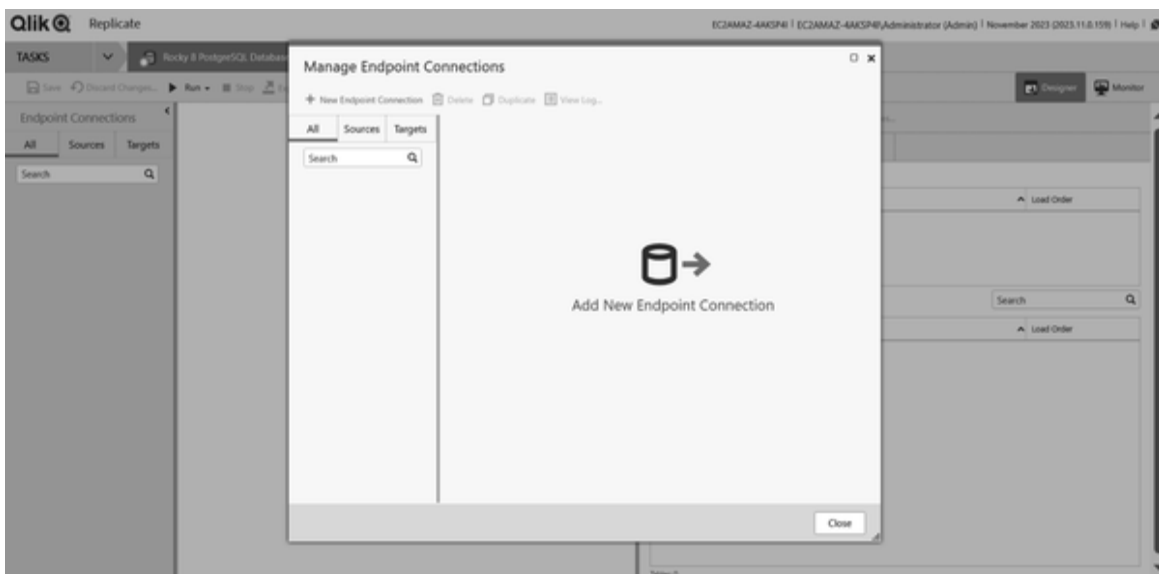 Qlik Replicate
EC2AMAZ-4AKSP4I | EC2AMAZ-4AKSP4I\Administrator (Admin) | November 2023 (2023.11.0.159) | Help |
TASKS Rocky 8 PostgreSQL Databas
Save Discard Changes... Run Stop Designer Monitor
Manage Endpoint Connections
New Endpoint Connection Delete Duplicate View Log...
All Sources Targets
Search
Add New Endpoint Connection
Close
Endpoint Connections
All Sources Targets
Search
Load Order
Search
Load Order